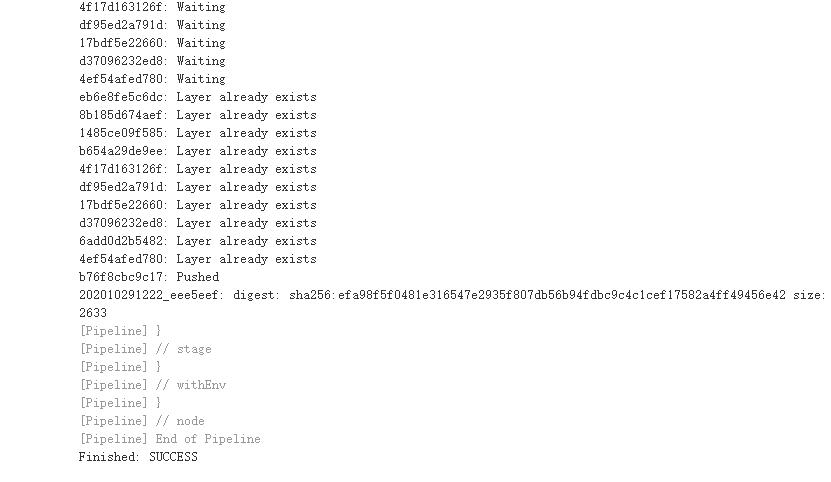 4f17d163126f: Waiting
df95ed2a791d: Waiting
17bdf5e22660: Waiting
d37096232ed8: Waiting
4ef54afed780: Waiting
eb6e8fe5c6dc: Layer already exists
8b185d674aef: Layer already exists
1485ce09f585: Layer already exists
b654a29de9ee: Layer already exists
4f17d163126f: Layer already exists
df95ed2a791d: Layer already exists
17bdf5e22660: Layer already exists
d37096232ed8: Layer already exists
6add0d2b5482: Layer already exists
4ef54afed780: Layer already exists
b76f8cbc9c17: Pushed
202010291222_eee5eef: digest: sha256:efa98f5f0481e316547e2935f807db56b94fdbc9c4c1cef17582a4ff49456e42 size:
2633
[Pipeline] }
[Pipeline] // stage
[Pipeline] }
[Pipeline] // withEnv
[Pipeline] }
[Pipeline] // node
[Pipeline] End of Pipeline
Finished: SUCCESS